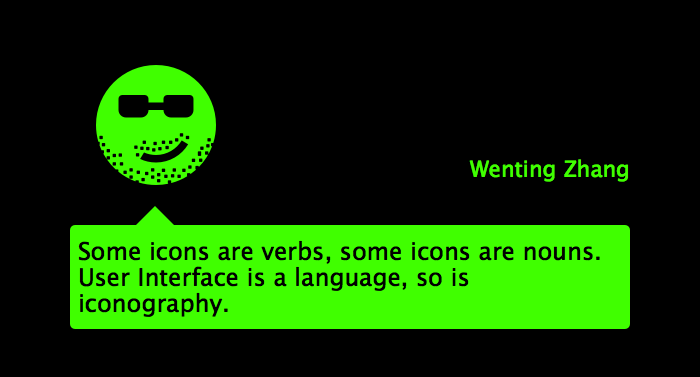 Wenting Zhang
Some icons are verbs, some icons are nouns.
User Interface is a language, so is
iconography.